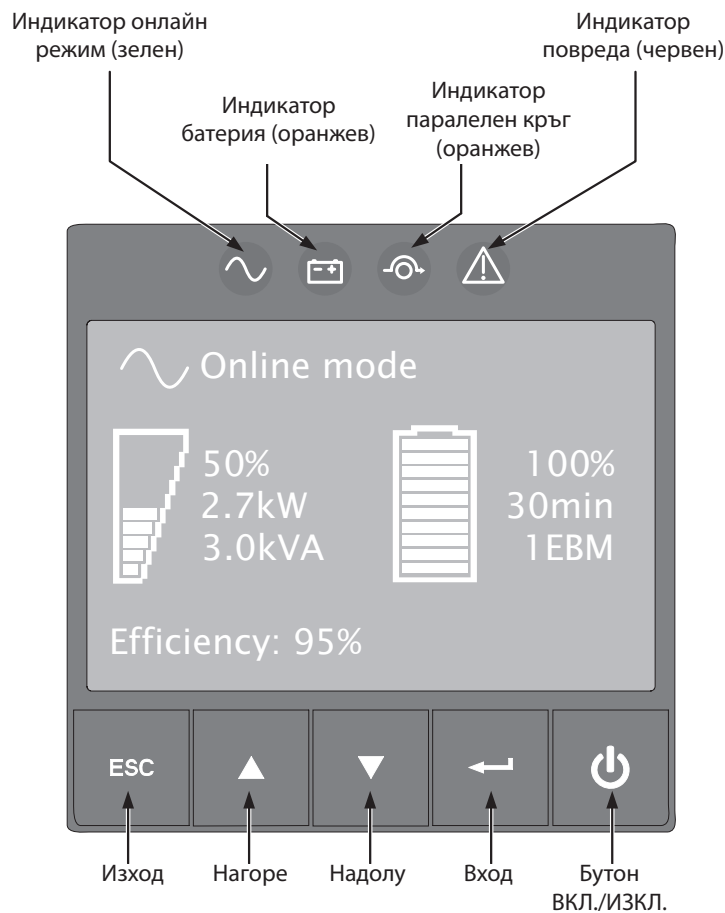 Индикатор онлайн
режим (зелен)
Индикатор
повреда (червен)
Индикатор
батерия (оранжев)
Индикатор
паралелен кръг
(оранжев)
Online mode
50%
2.7kW
3.0kVA
100%
30min
1EBM
Efficiency: 95%
ESC
Изход
Нагоре
Надолу
Вход
Бутон
ВКЛ./ИЗКЛ.